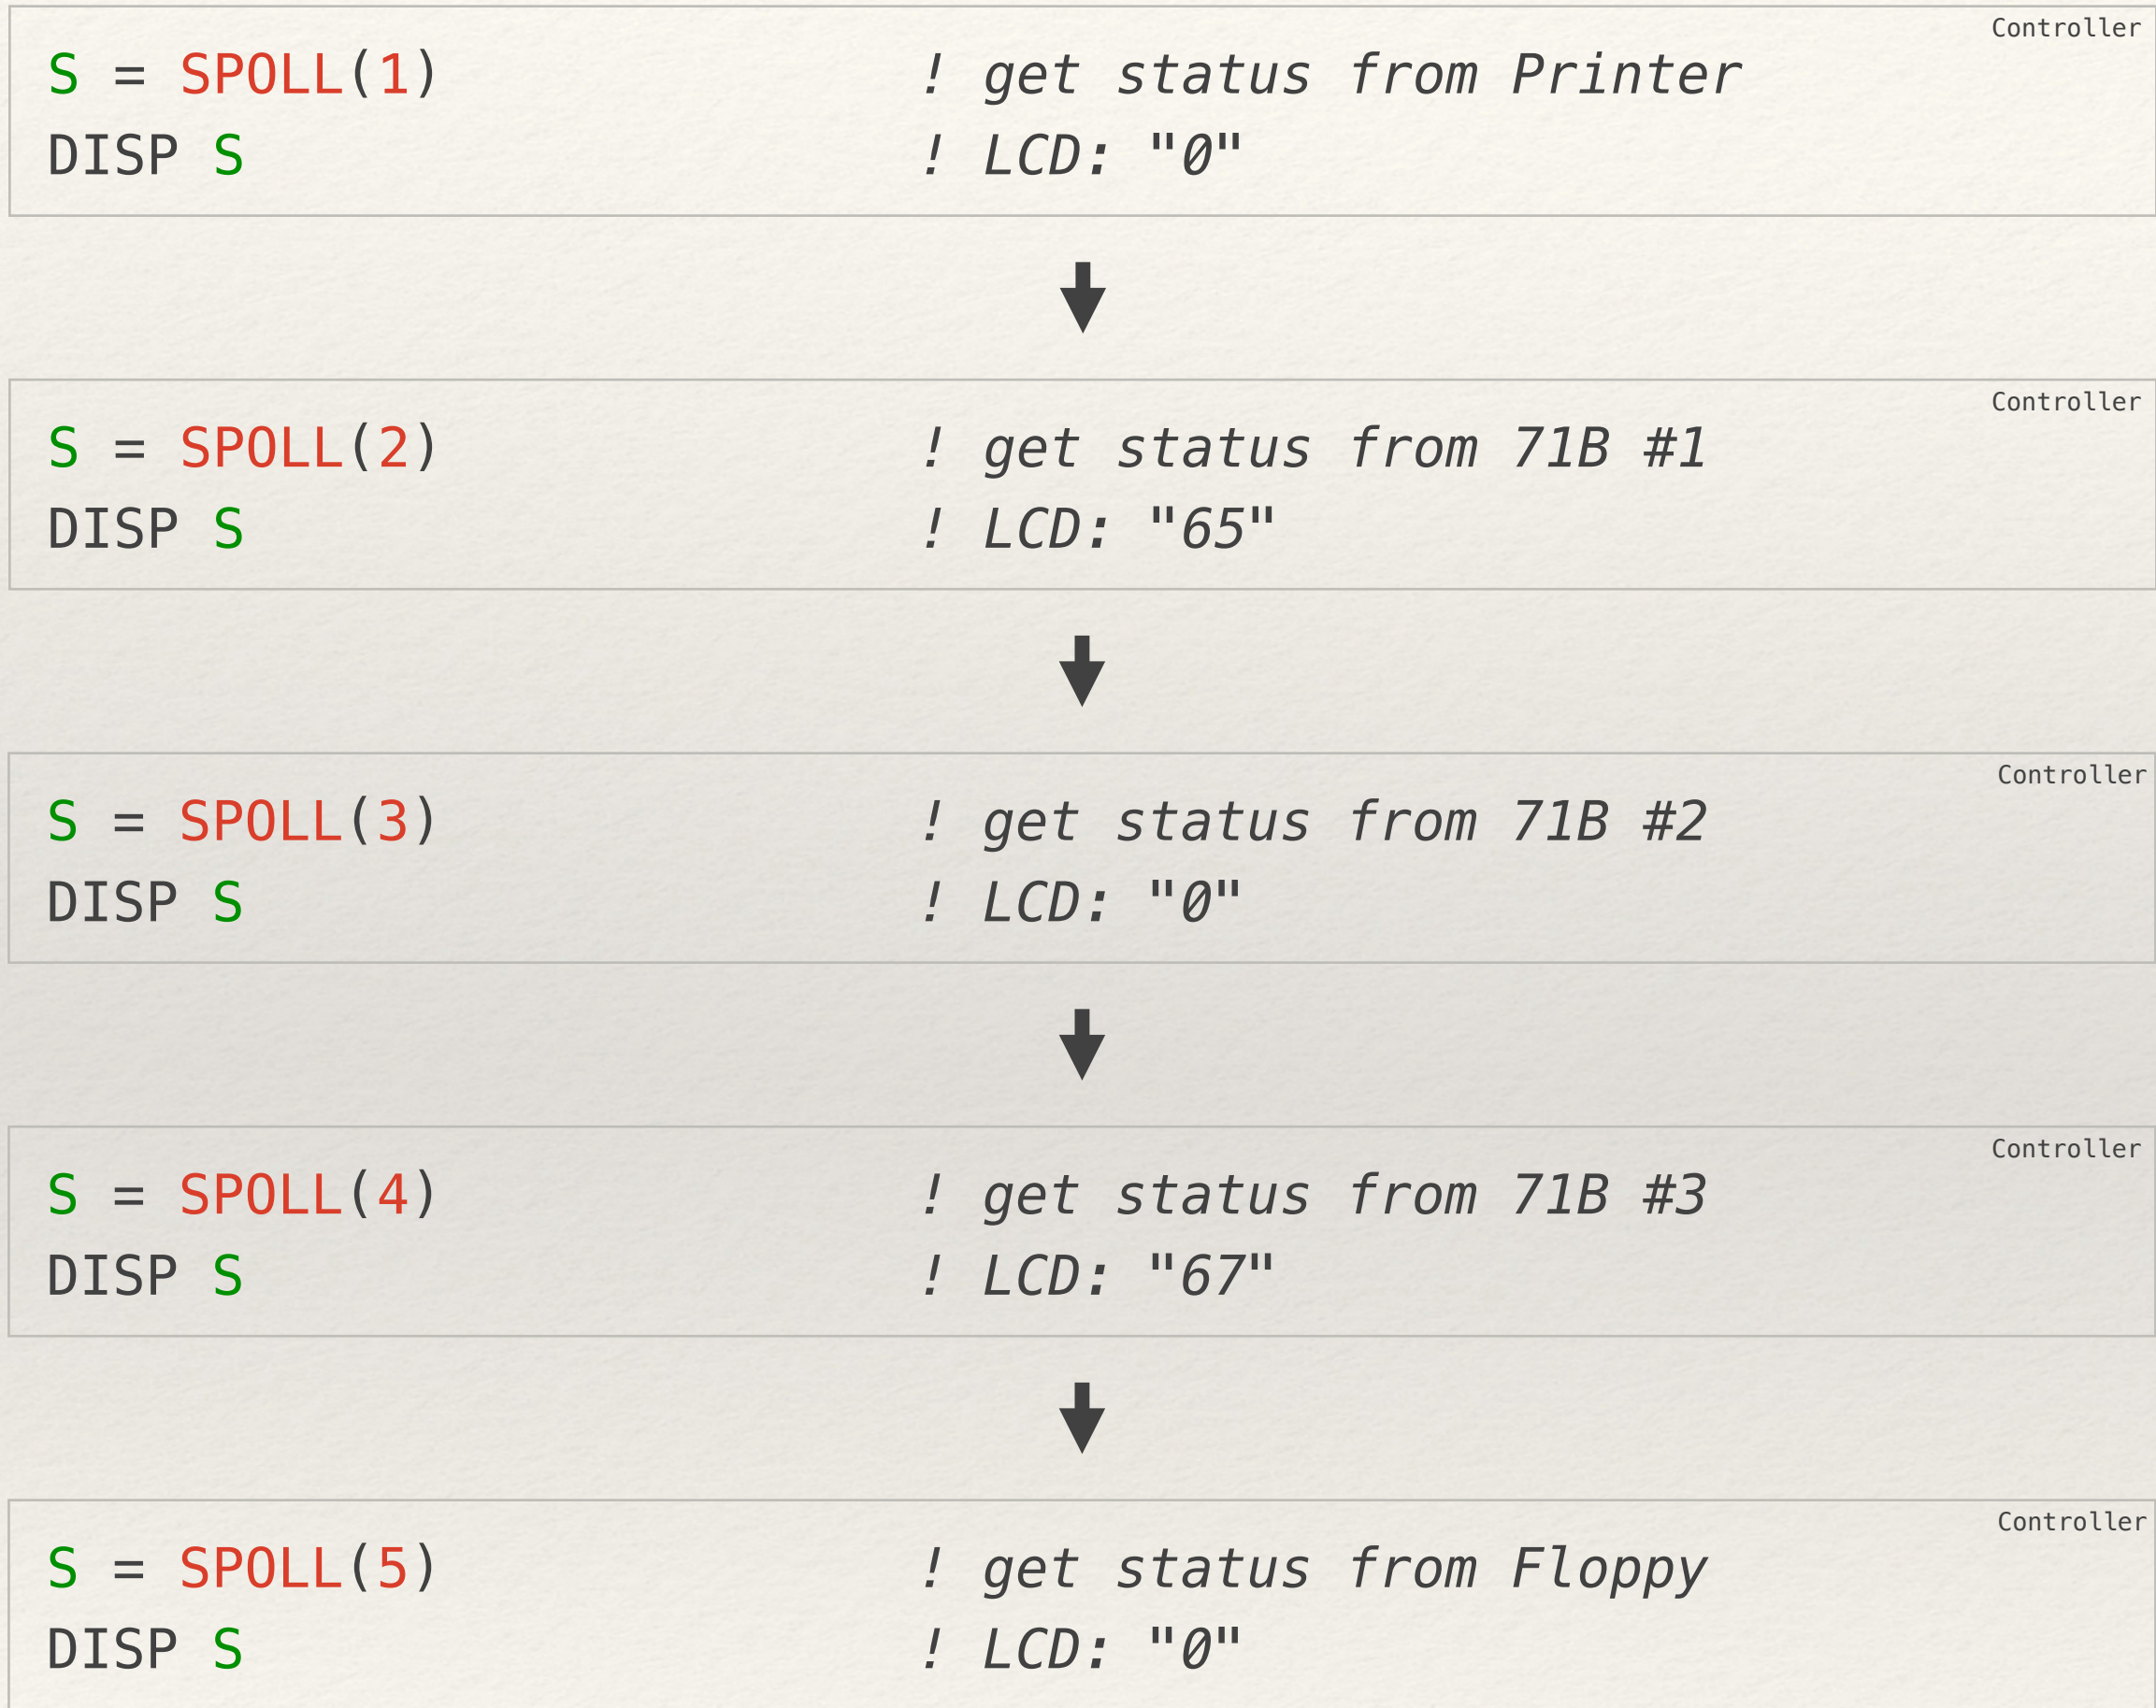 Controller
S = SPOLL(1) ! get status from Printer
DISP S ! LCD: "0"
Controller
S = SPOLL(2) ! get status from 71B #1
DISP S ! LCD: "65"
Controller
S = SPOLL(3) ! get status from 71B #2
DISP S ! LCD: "0"
Controller
S = SPOLL(4) ! get status from 71B #3
DISP S ! LCD: "67"
Controller
S = SPOLL(5) ! get status from Floppy
DISP S ! LCD: "0"